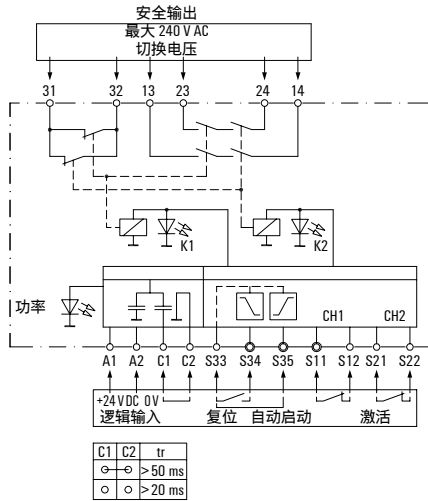 安全输出
最大 240 V AC
切换电压
31 32 13 23 24 14
K1 K2
功率
CH1 CH2
A1 A2 C1 C2 S33 S34 S35 S11 S12 S21 S22
+24 V DC 0 V
逻辑输入 复位 自动启动 激活
C1 C2 tr
> 50 ms
> 20 ms